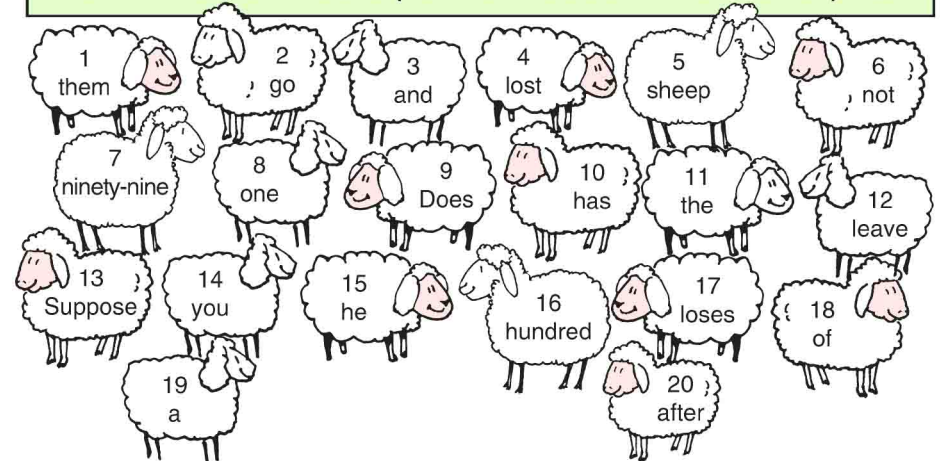 1
them
2
go
3
and
4
lost
5
sheep
6
not
7
ninety-nine
8
one
9
Does
10
has
11
the
12
leave
13
Suppose
14
you
15
he
16
hundred
17
loses
18
of
19
a
20
after